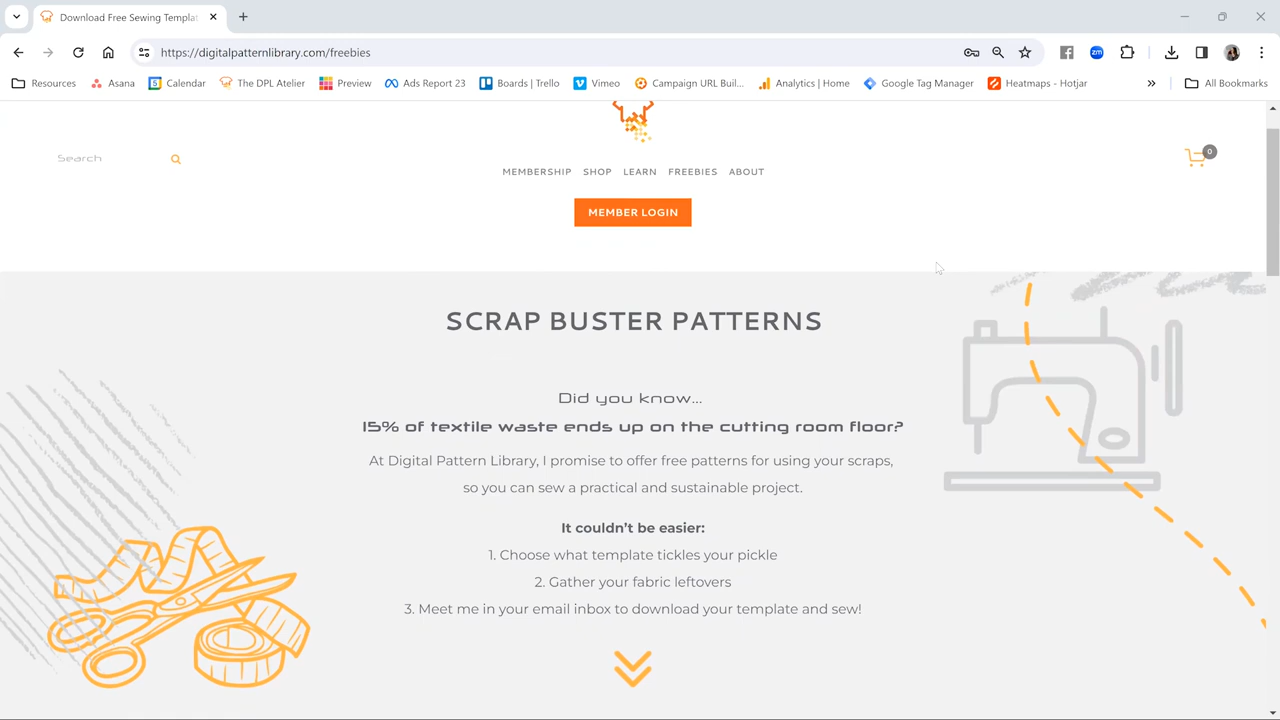 Download Free Sewing Templat
https://digitalpatternlibrary.com/freebies
zm
Resources
Asana
Calendar
The DPL Atelier
Preview
Ads Report 23
Boards | Trello
Vimeo
Campaign URL Buil...
Analytics | Home
Google Tag Manager
Heatmaps - Hotjar
All Bookmarks
Search
0
MEMBERSHIP SHOP LEARN FREEBIES ABOUT
MEMBER LOGIN
SCRAP BUSTER PATTERNS
Did you know...
15% of textile waste ends up on the cutting room floor?
At Digital Pattern Library, I promise to offer free patterns for using your scraps,
so you can sew a practical and sustainable project.
It couldn't be easier:
1. Choose what template tickles your pickle
2. Gather your fabric leftovers
3. Meet me in your email inbox to download your template and sew!